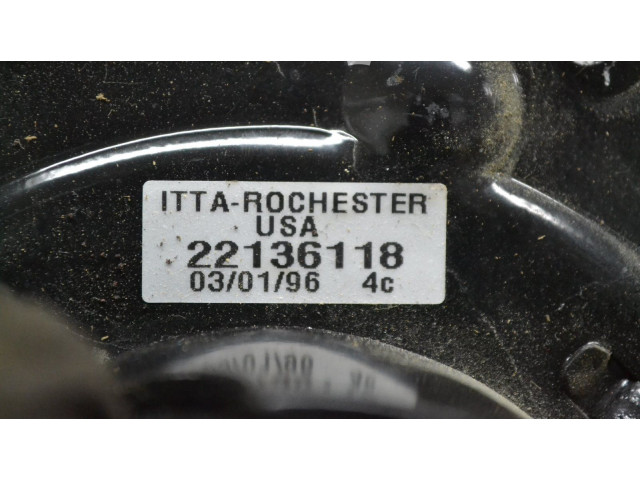 ITTA-ROCHESTER
USA
22136118
03/01/96 4c